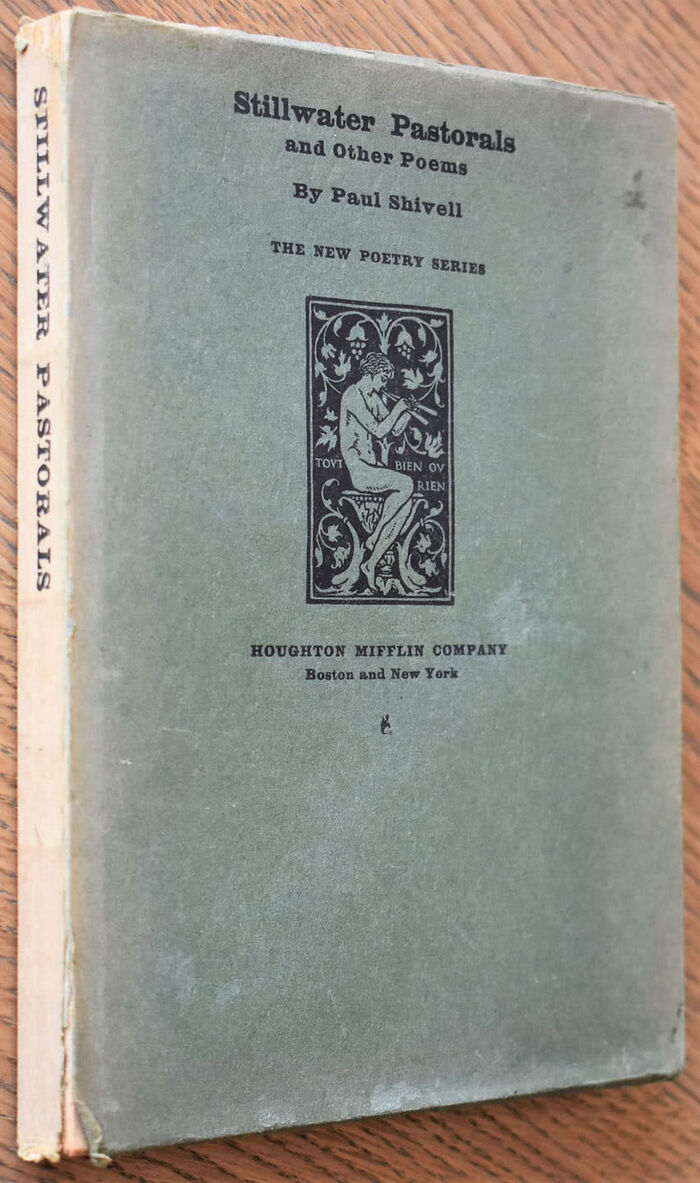 STILLWATER PASTORALS
Stillwater Pastorals
and Other Poems
By Paul Shivell
THE NEW POETRY SERIES
TOVT BIEN OV
RIEN
HOUGHTON MIFFLIN COMPANY
Boston and New York